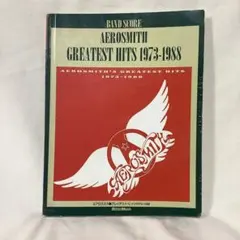 BAND SCORE
AEROSMITH
GREATEST HITS 1973-1988
AEROSMITH'S GREATEST HITS
1973-1988
AEROSMITH